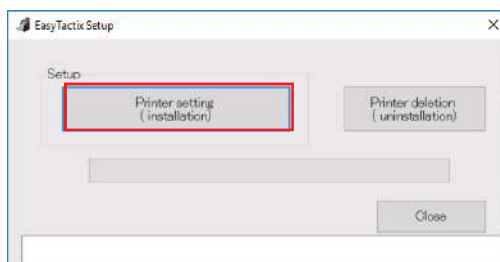 EasyTactix Setup
Setup
Printer setting
( installation)
Printer deletion
( uninstallation)
Close